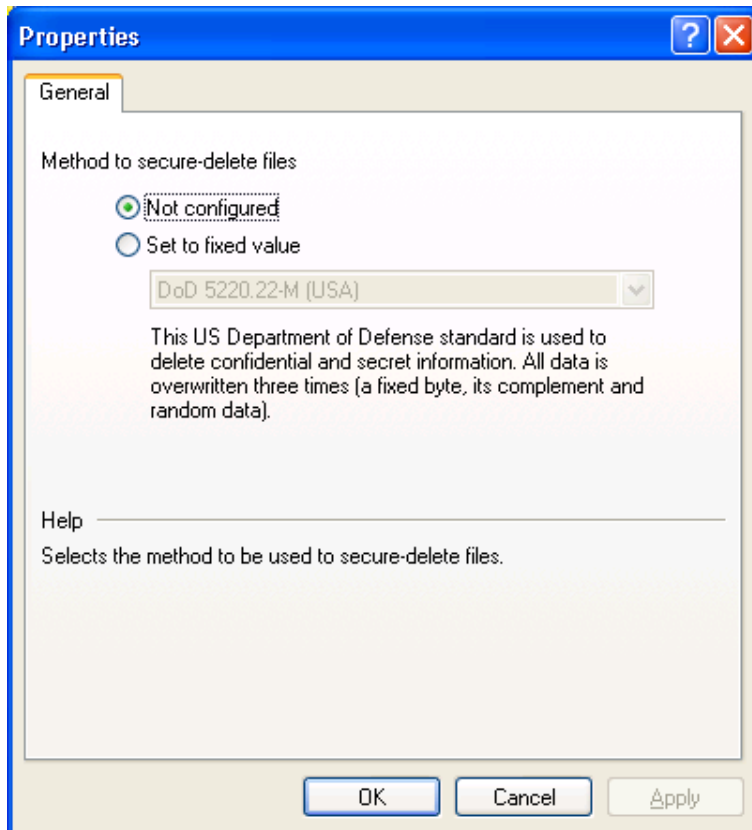 Properties
General
Method to secure-delete files
Not configured
Set to fixed value
DoD 5220.22-M (USA)
This US Department of Defense standard is used to
delete confidential and secret information. All data is
overwritten three times (a fixed byte, its complement and
random data).
Help
Selects the method to be used to secure-delete files.
OK Cancel Apply